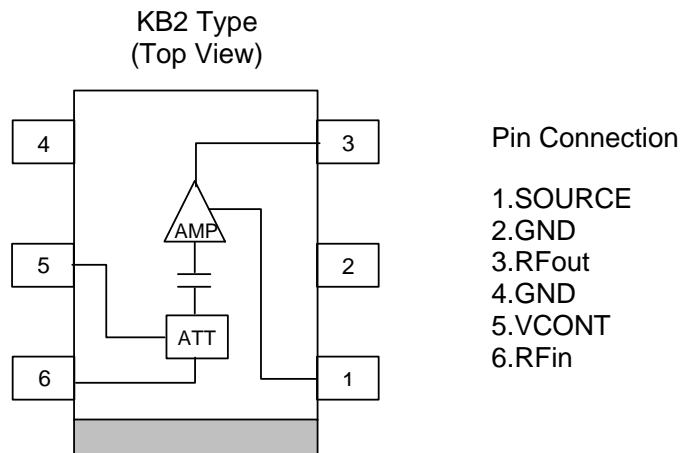 KB2 Type
(Top View)
4
3
AMP
5
2
ATT
6
1
Pin Connection
1.SOURCE
2.GND
3.RFout
4.GND
5.VCONT
6.RFin